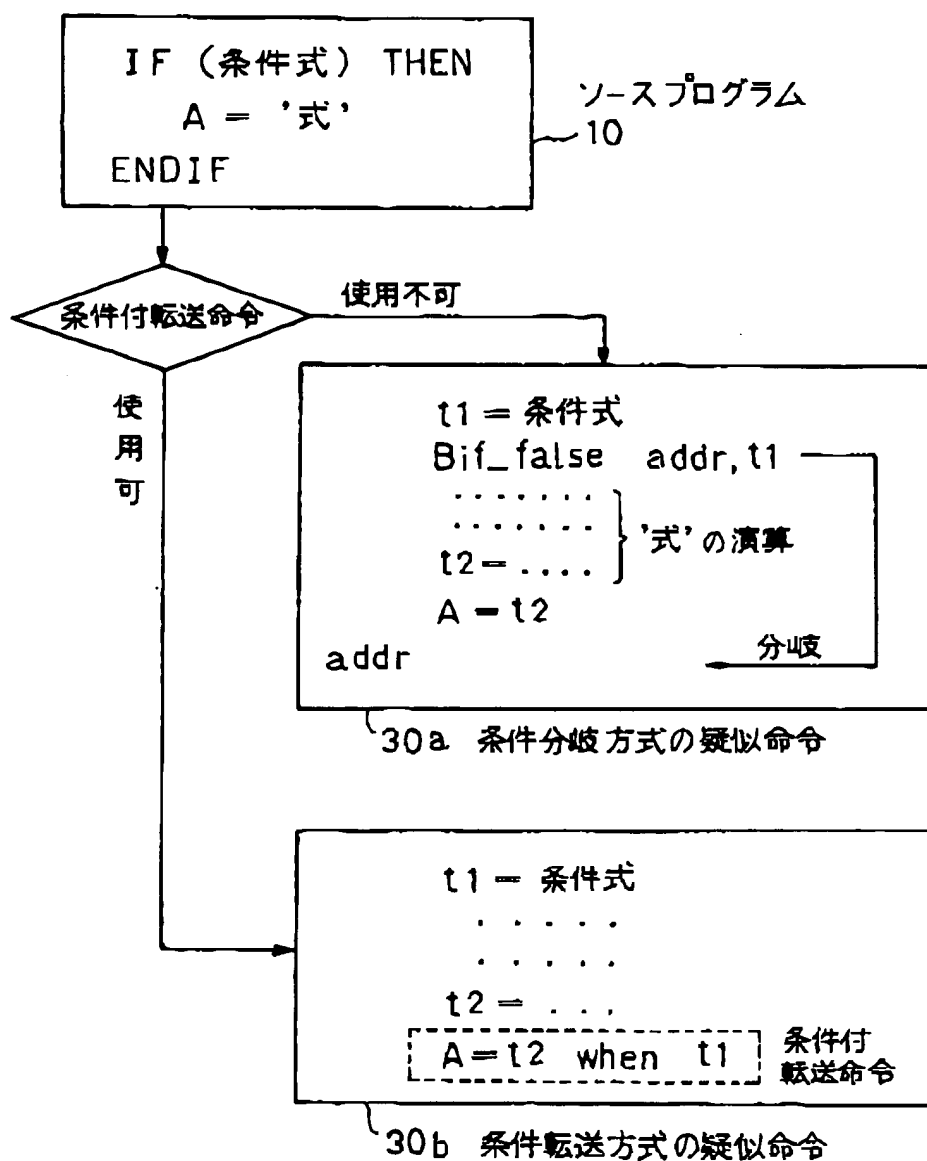 IF (条件式) THEN
A = '式'
ENDIF
ソースプログラム
10
条件付転送命令
使用不可
使用可
t1 = 条件式
Bif_false addr, t1
.......
.......
t2 = ....
'式'の演算
A = t2
分岐
addr
30a 条件分岐方式の疑似命令
t1 = 条件式
.....
.....
t2 = ...
A = t2 when t1
条件付
転送命令
30b 条件転送方式の疑似命令